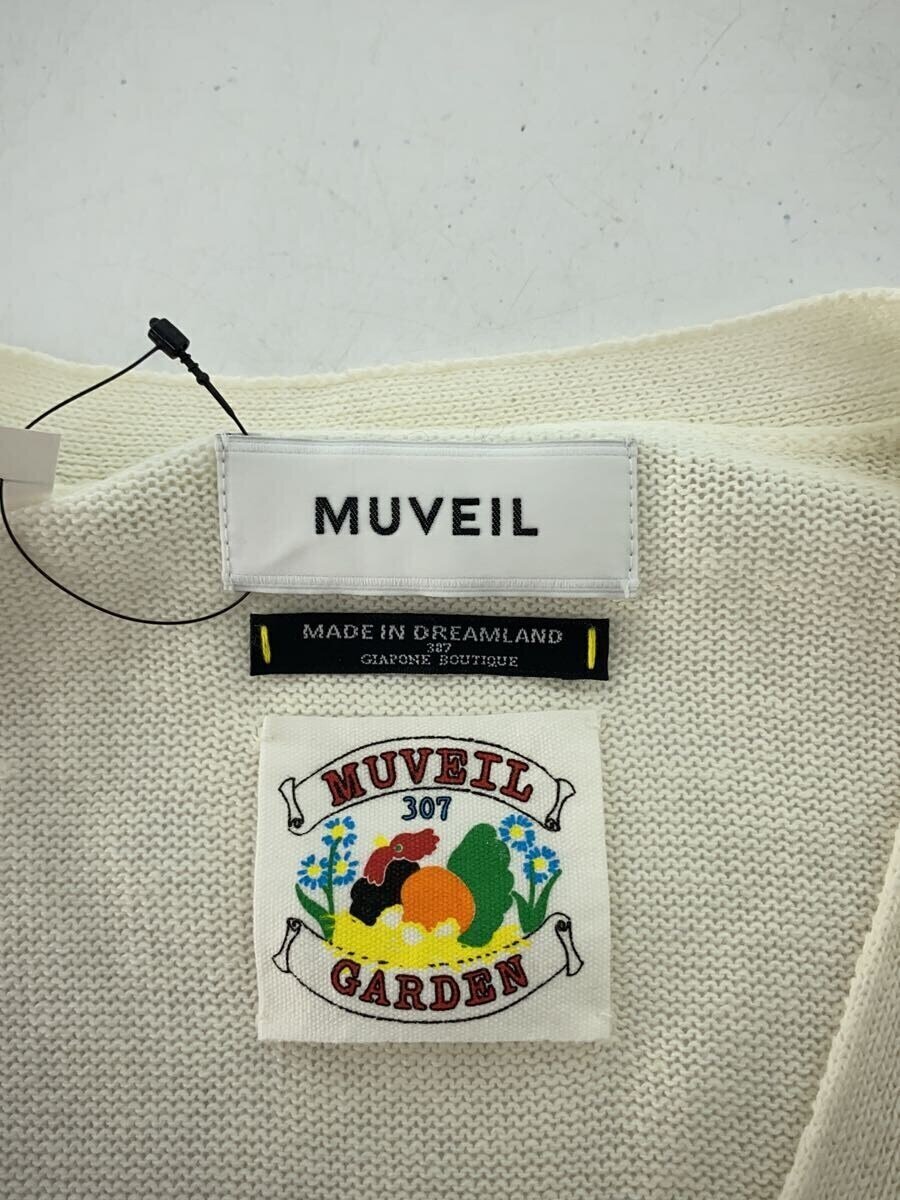 MUVEIL
MADE IN DREAMLAND
387
GIAPONE BOUTIQUE
MUVEIL
307
GARDEN